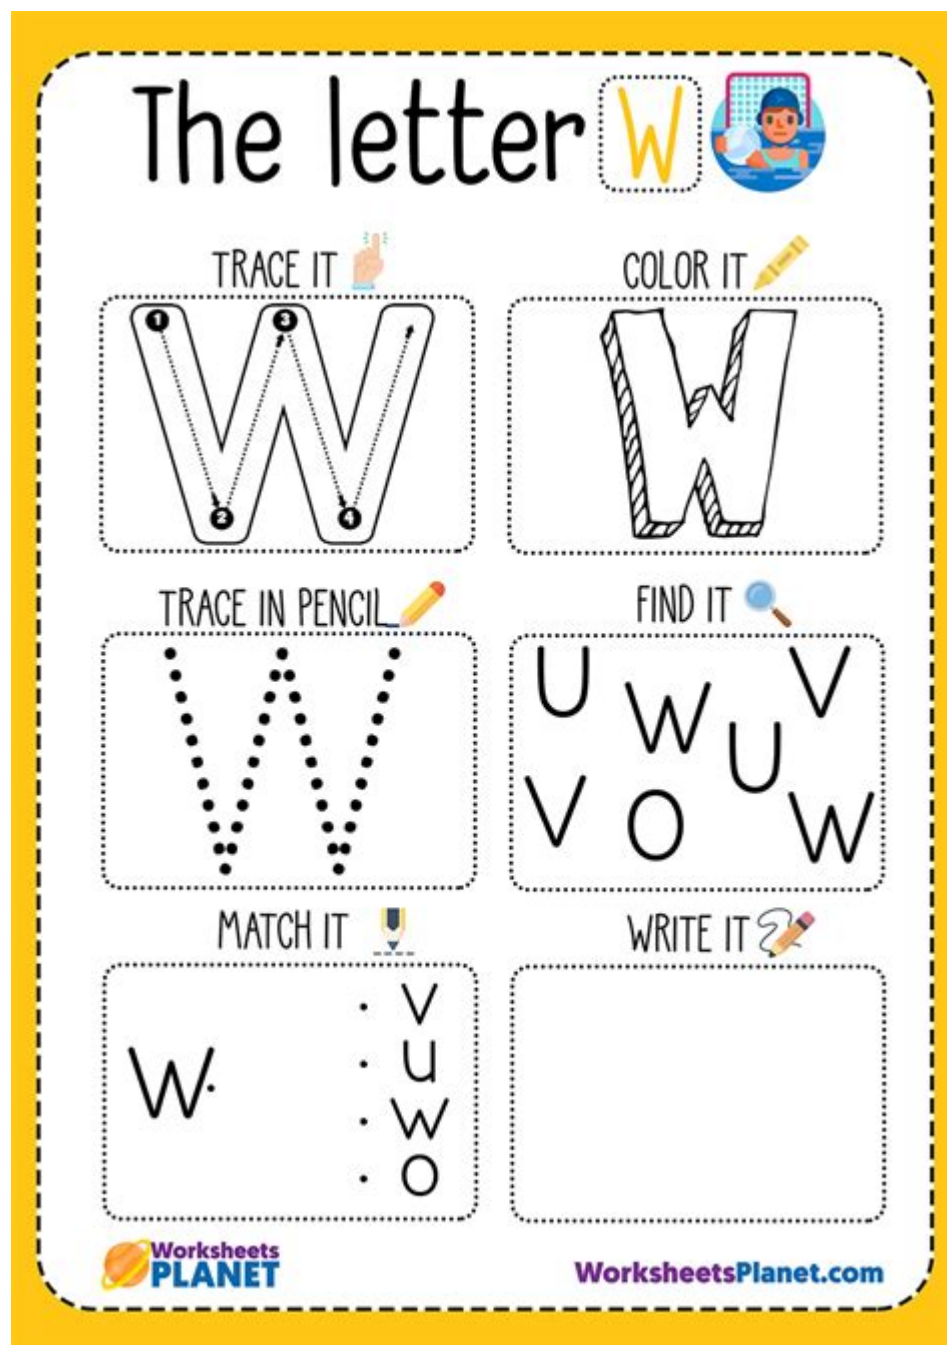 The letter W
TRACE IT
COLOR IT
W
1
3
2
4
W
TRACE IN PENCIL
FIND IT
W
U
W
V
U
V
O
W
MATCH IT
WRITE IT
W
v
u
w
o
Worksheets
PLANET
WorksheetsPlanet.com